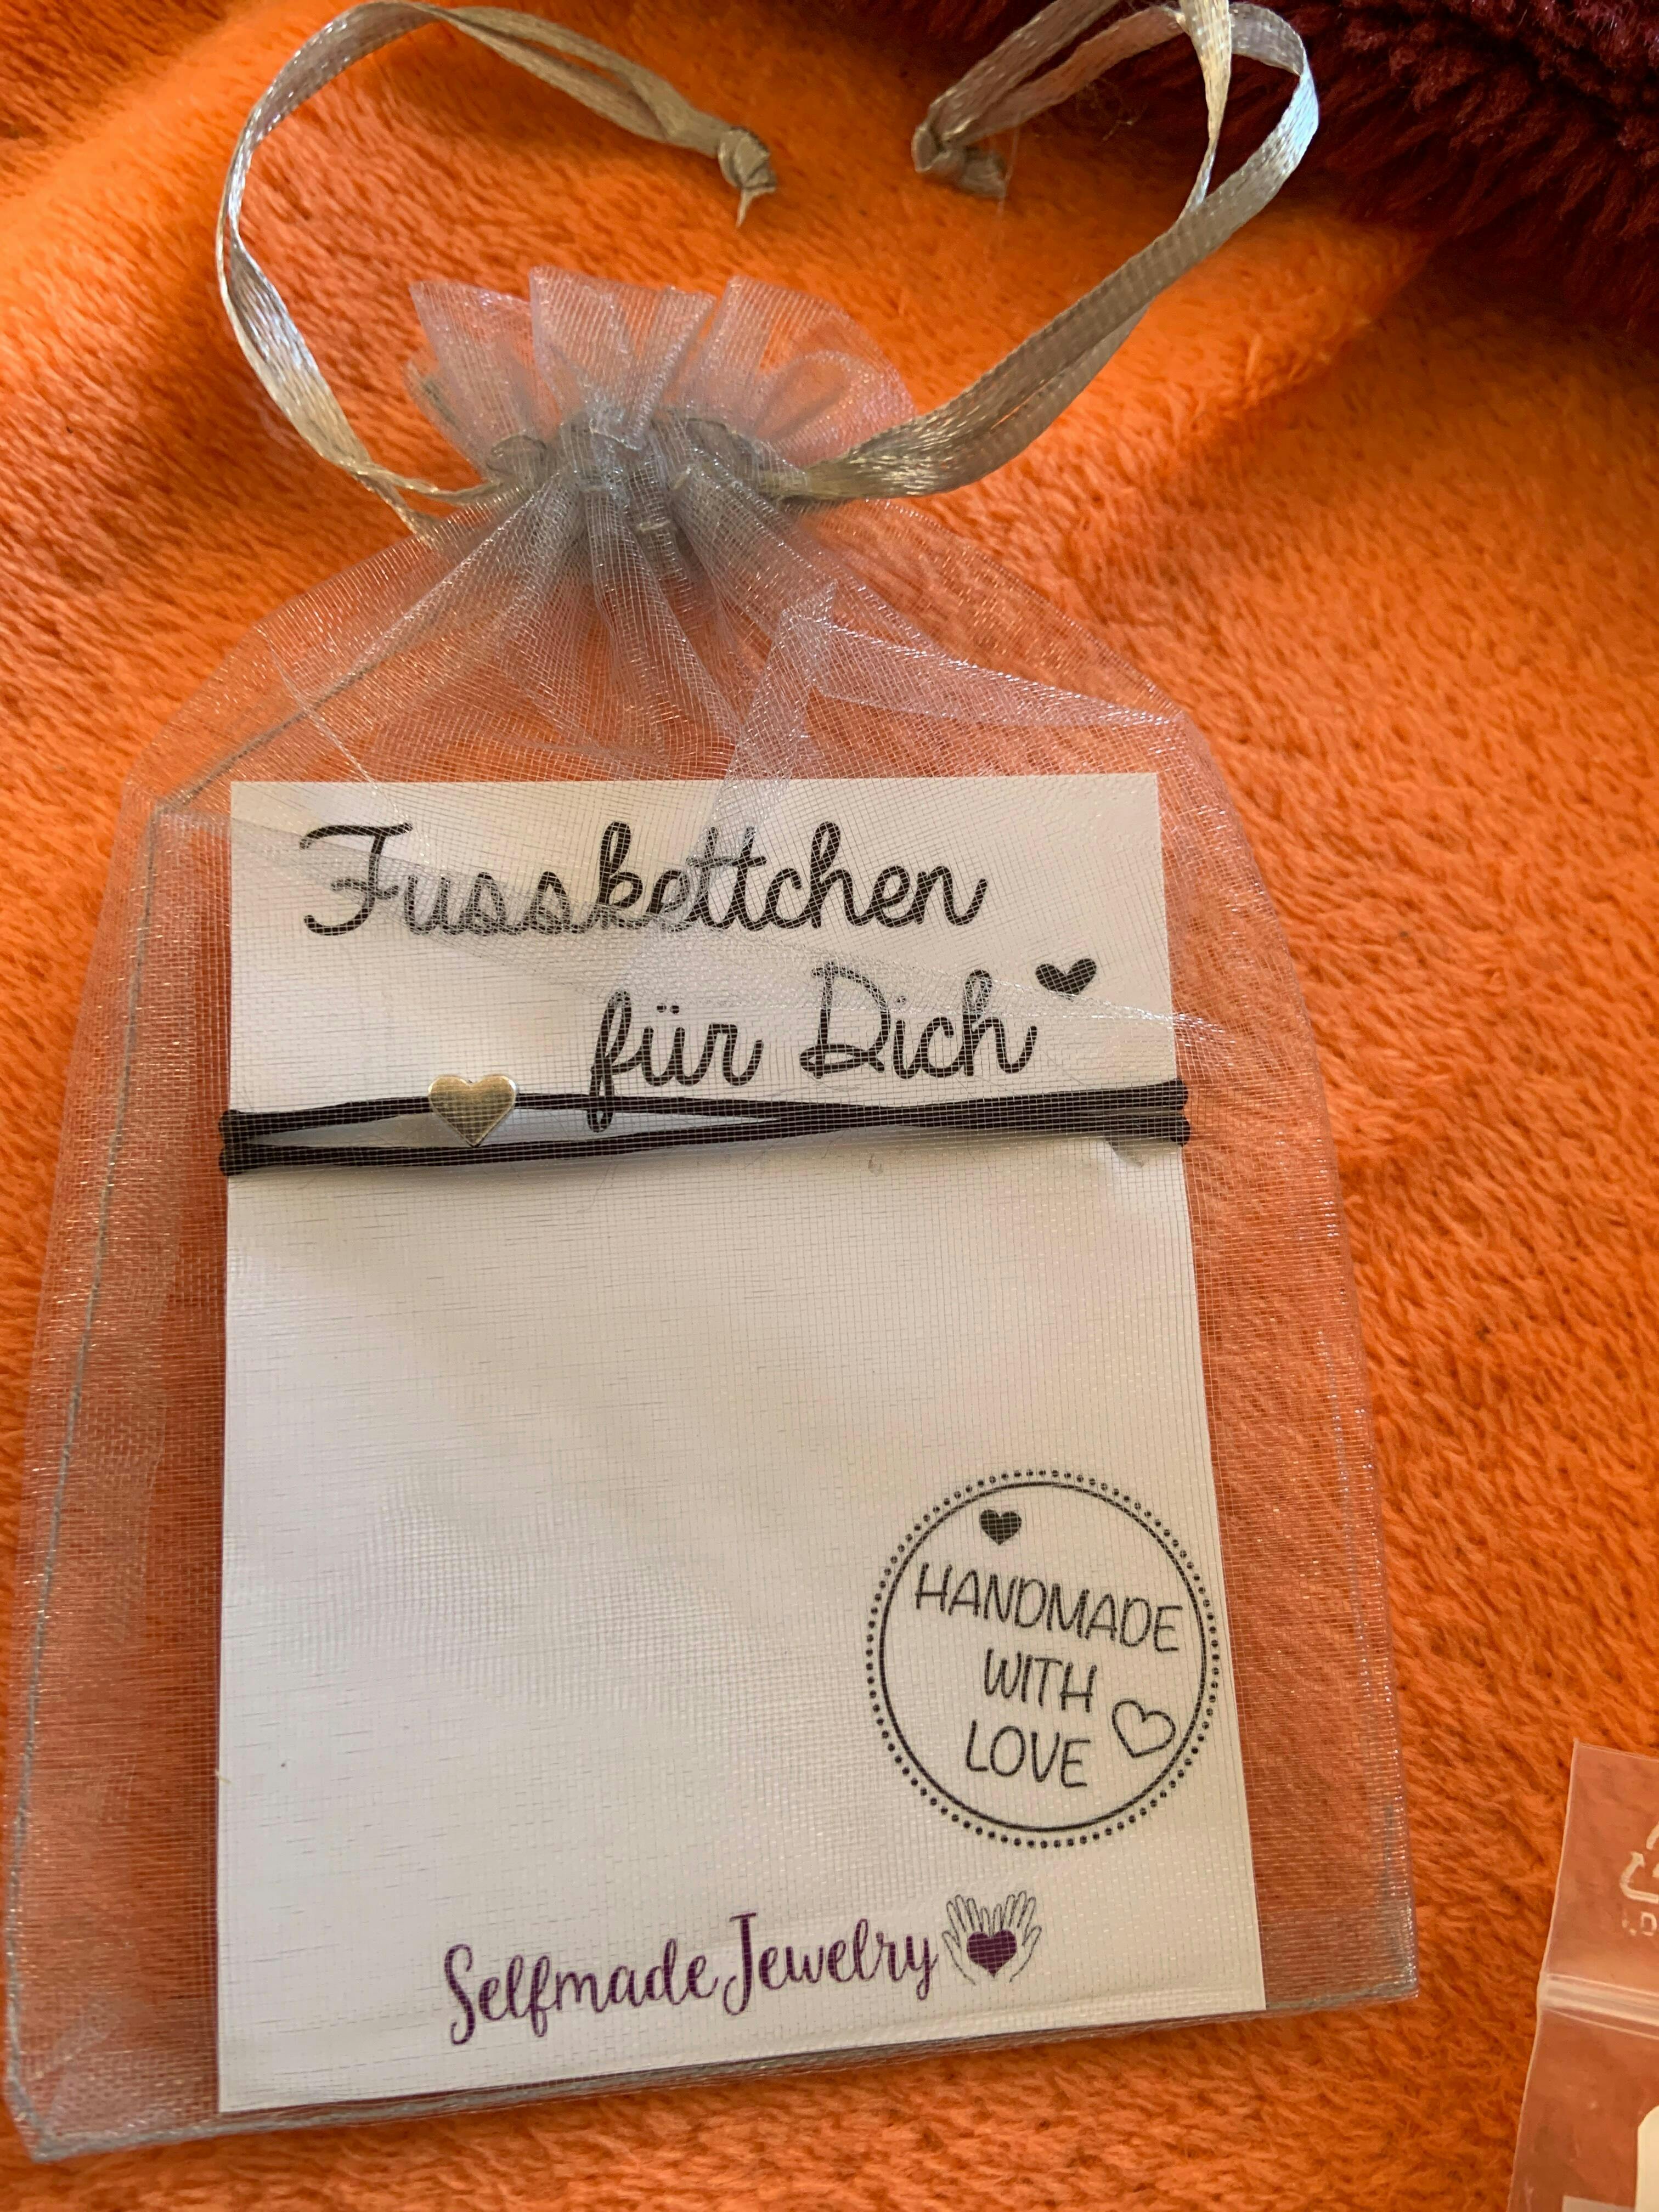 Fusskettchen
für Dich
HANDMADE
WITH
LOVE
Selfmade Jewelry